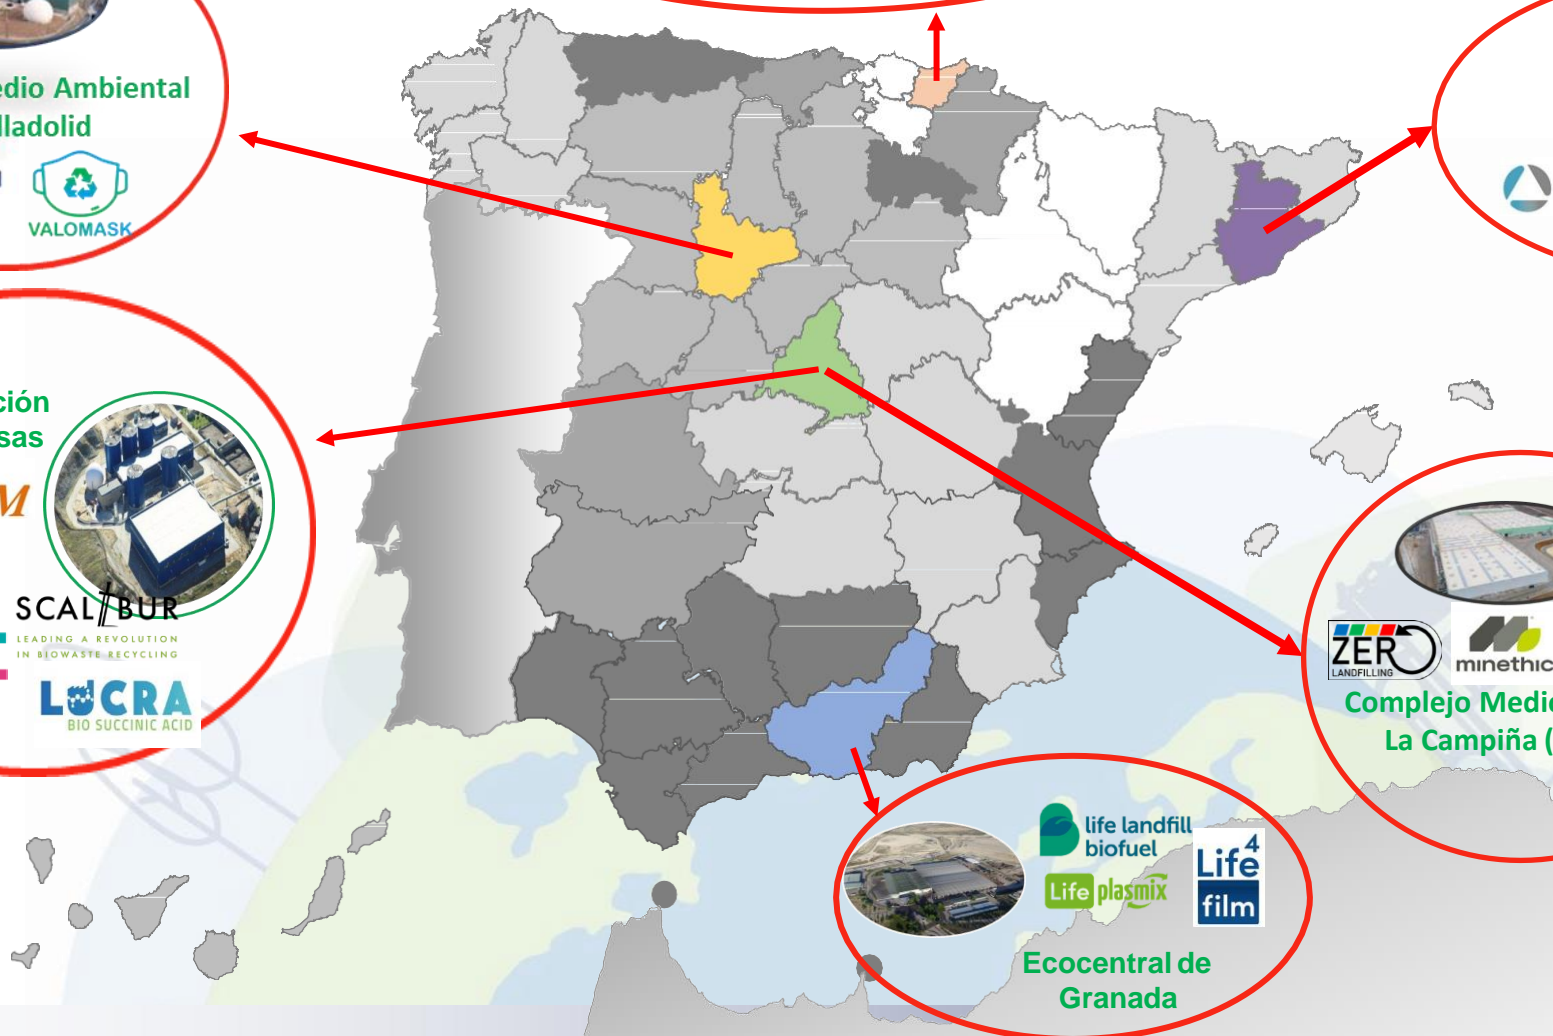 edio Ambiental
lladolid
VALOMASK
ción
sas
M
SCALIBUR
LEADING A REVOLUTION
IN BIOWASTE RECYCLING
LUCRA
BIO SUCCINIC ACID
ZERO
LANDFILLING
minethic
Complejo Medio
La Campiña (
life landfill
biofuel
Life plasmix
Life 4
film
Ecocentral de
Granada